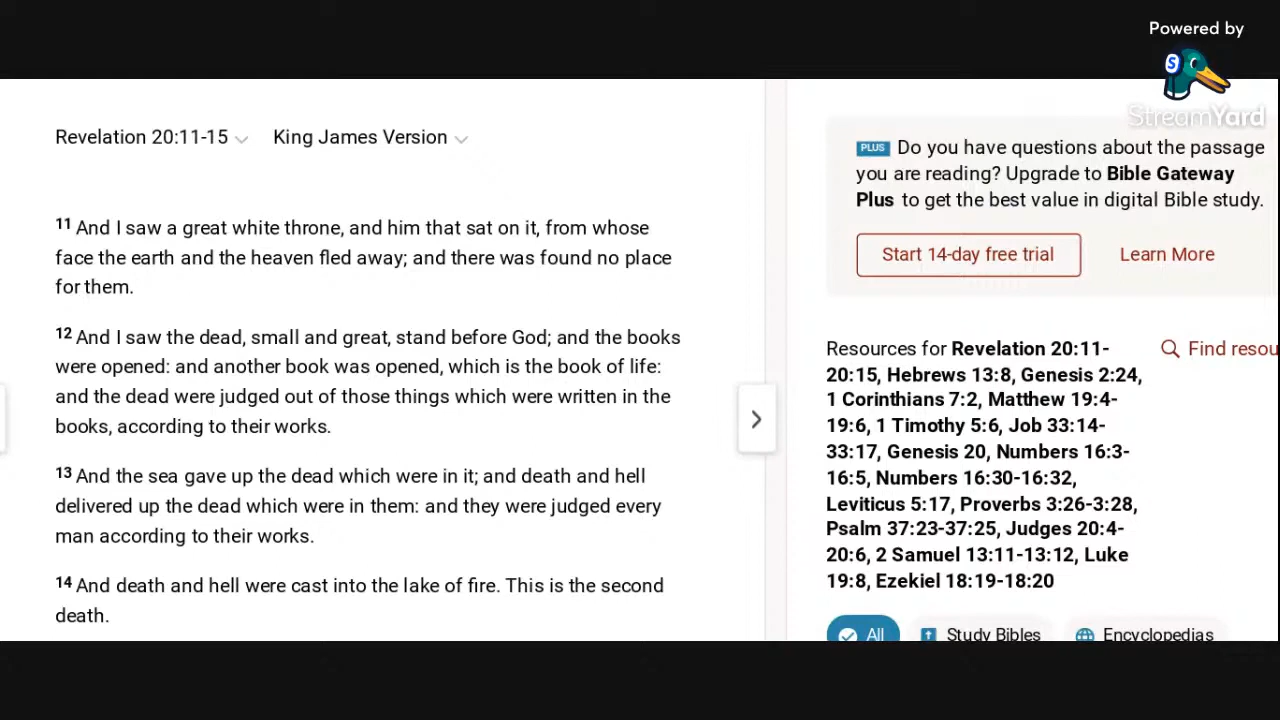 Powered by
S
StreamYard
Revelation 20:11-15 King James Version
11 And I saw a great white throne, and him that sat on it, from whose
face the earth and the heaven fled away; and there was found no place
for them.
12 And I saw the dead, small and great, stand before God; and the books
were opened: and another book was opened, which is the book of life:
and the dead were judged out of those things which were written in the
books, according to their works.
13 And the sea gave up the dead which were in it; and death and hell
delivered up the dead which were in them: and they were judged every
man according to their works.
14 And death and hell were cast into the lake of fire. This is the second
death.
PLUS Do you have questions about the passage
you are reading? Upgrade to Bible Gateway
Plus to get the best value in digital Bible study.
Start 14-day free trial Learn More
Resources for Revelation 20:11-
20:15, Hebrews 13:8, Genesis 2:24,
1 Corinthians 7:2, Matthew 19:4-
19:6, 1 Timothy 5:6, Job 33:14-
33:17, Genesis 20, Numbers 16:3-
16:5, Numbers 16:30-16:32,
Leviticus 5:17, Proverbs 3:26-3:28,
Psalm 37:23-37:25, Judges 20:4-
20:6, 2 Samuel 13:11-13:12, Luke
19:8, Ezekiel 18:19-18:20
Find resou
All Study Bibles Encyclopedias